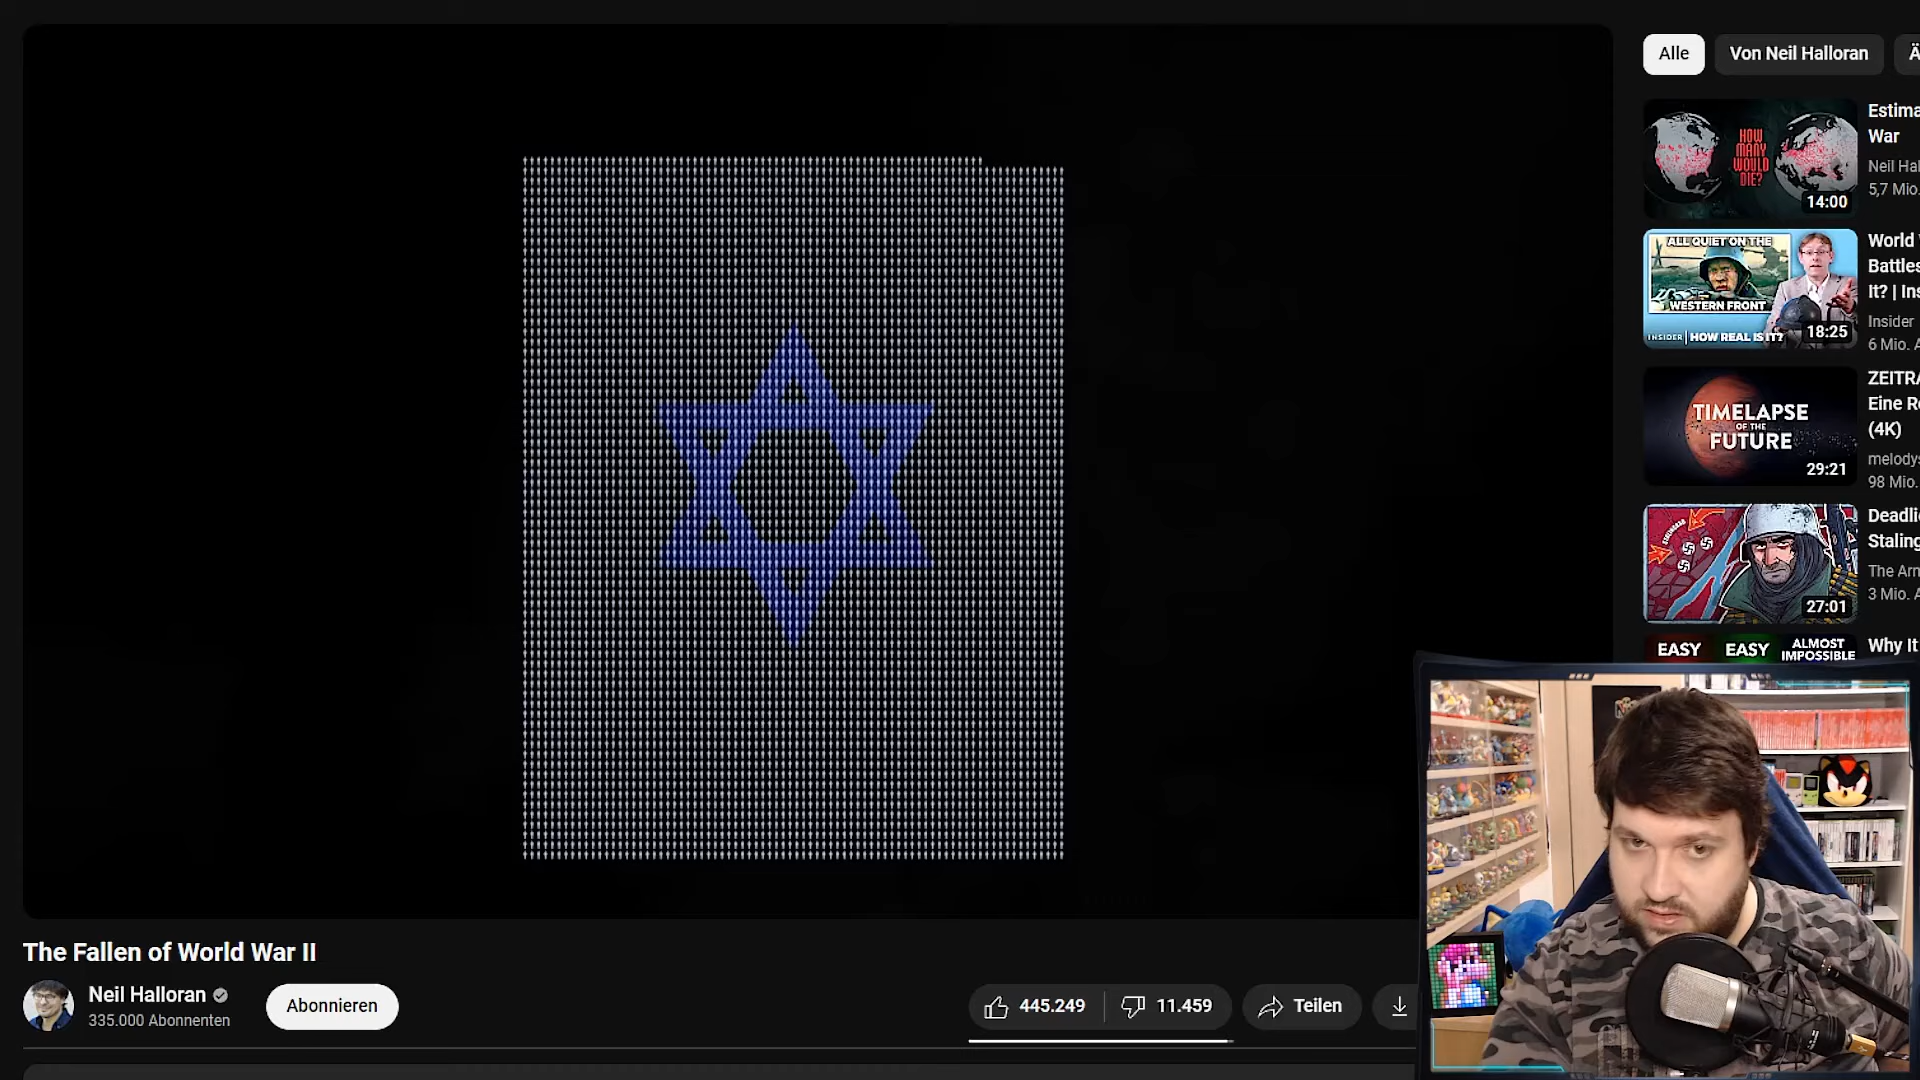 Alle
Von Neil Halloran
Ä
HOW
MANY
WOULD
DIE?
14:00
Estima
War
Neil Hal
5,7 Mio.
ALL QUIET ON THE
WESTERN FRONT
INSIDER | HOW REAL IS IT?
18:25
World
Battles
It? | Ins
Insider
6 Mio. A
TIMELAPSE
OF THE
FUTURE
29:21
ZEITRA
Eine Re
(4K)
melodys
98 Mio.
STALINGRAD
27:01
Deadlie
Staling
The Arm
3 Mio. A
EASY
EASY
ALMOST
IMPOSSIBLE
Why It
The Fallen of World War II
Neil Halloran
335.000 Abonnenten
Abonnieren
445.249
11.459
Teilen